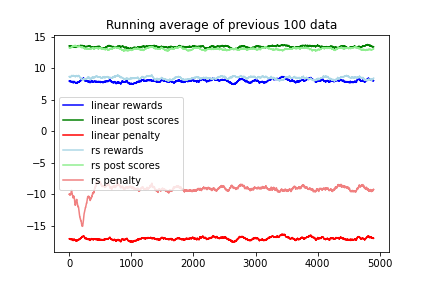 Running average of previous 100 data
15
10
5
0
−5
−10
−15
linear rewards
linear post scores
linear penalty
rs rewards
rs post scores
rs penalty
0 1000 2000 3000 4000 5000